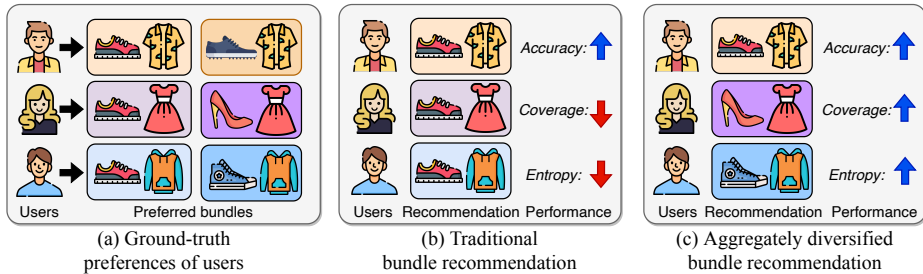 Users
Preferred bundles
(a) Ground-truth
preferences of users
Accuracy:
Coverage:
Entropy:
Users
Recommendation
Performance
(b) Traditional
bundle recommendation
Accuracy:
Coverage:
Entropy:
Users
Recommendation
Performance
(c) Aggregately diversified
bundle recommendation